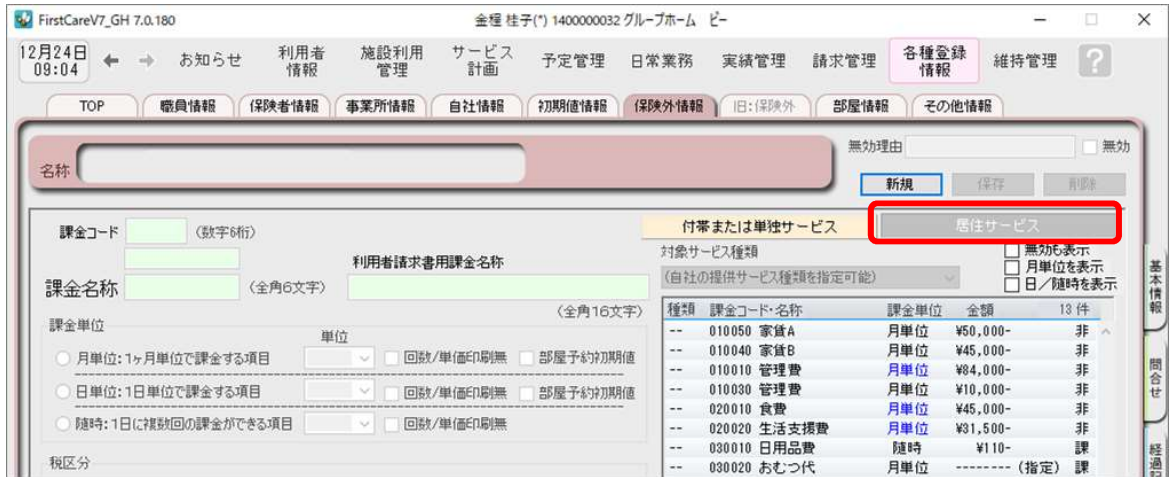 FirstCareV7_GH 7.0.180 金程 桂子(*) 1400000032 グループホーム ビー
12月24日 09:04 お知らせ 利用者情報 施設利用管理 サービス計画 予定管理 日常業務 実績管理 請求管理 各種登録情報 維持管理 ?
TOP 職員情報 保険者情報 事業所情報 自社情報 初期値情報 保険外情報 旧:保険外 部屋情報 その他情報
無効理由 無効
名称
新規 保存 削除
付帯または単独サービス 居住サービス
課金コード (数字6桁)
対象サービス種類 無効も表示
利用者請求書用課金名称 (自社の提供サービス種類を指定可能) 月単位を表示
課金名称 (全角6文字) 日/随時を表示
(全角16文字)
種類 課金コード・名称 課金単位 金額 13 件
課金単位
単位
-- 010050 家賃A 月単位 ¥50,000- 非
月単位:1ヶ月単位で課金する項目 回数/単価印刷無 部屋予約初期値
-- 010040 家賃B 月単位 ¥45,000- 非
-- 010010 管理費 月単位 ¥84,000- 非
日単位:1日単位で課金する項目 回数/単価印刷無 部屋予約初期値
-- 010030 管理費 月単位 ¥10,000- 非
-- 020010 食費 月単位 ¥45,000- 非
随時:1日に複数回の課金ができる項目 回数/単価印刷無
-- 020020 生活支援費 月単位 ¥31,500- 非
-- 030010 日用品費 随時 ¥110- 課
税区分
-- 030020 おむつ代 月単位 -------- (指定) 課
基本情報
問合せ